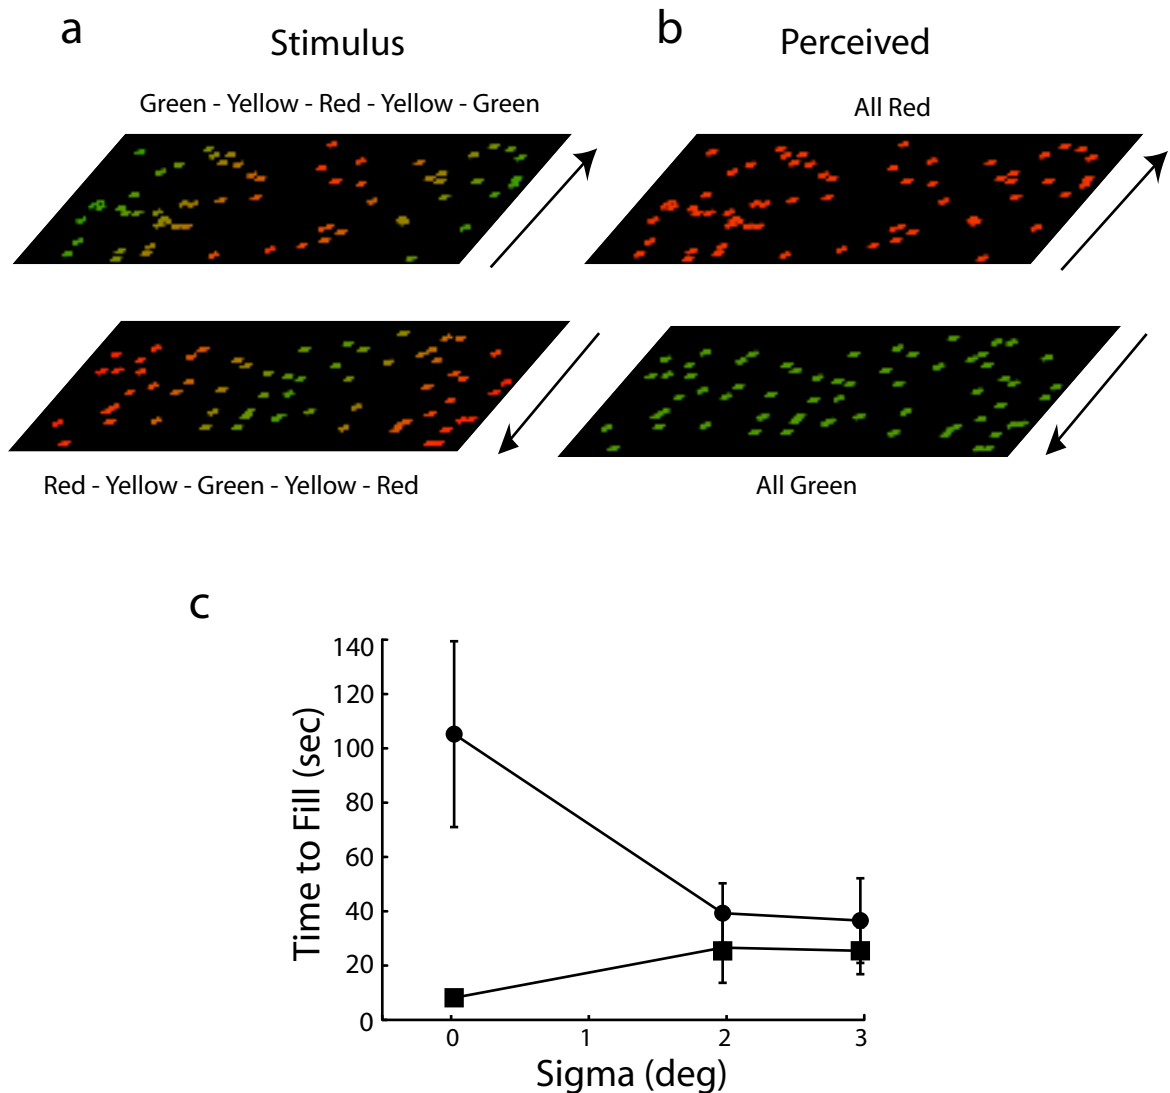 a
Stimulus
b
Perceived
Green - Yellow - Red - Yellow - Green
All Red
Red - Yellow - Green - Yellow - Red
All Green
c
Time to Fill (sec)
140
120
100
80
60
40
20
0
0 1 2 3
Sigma (deg)